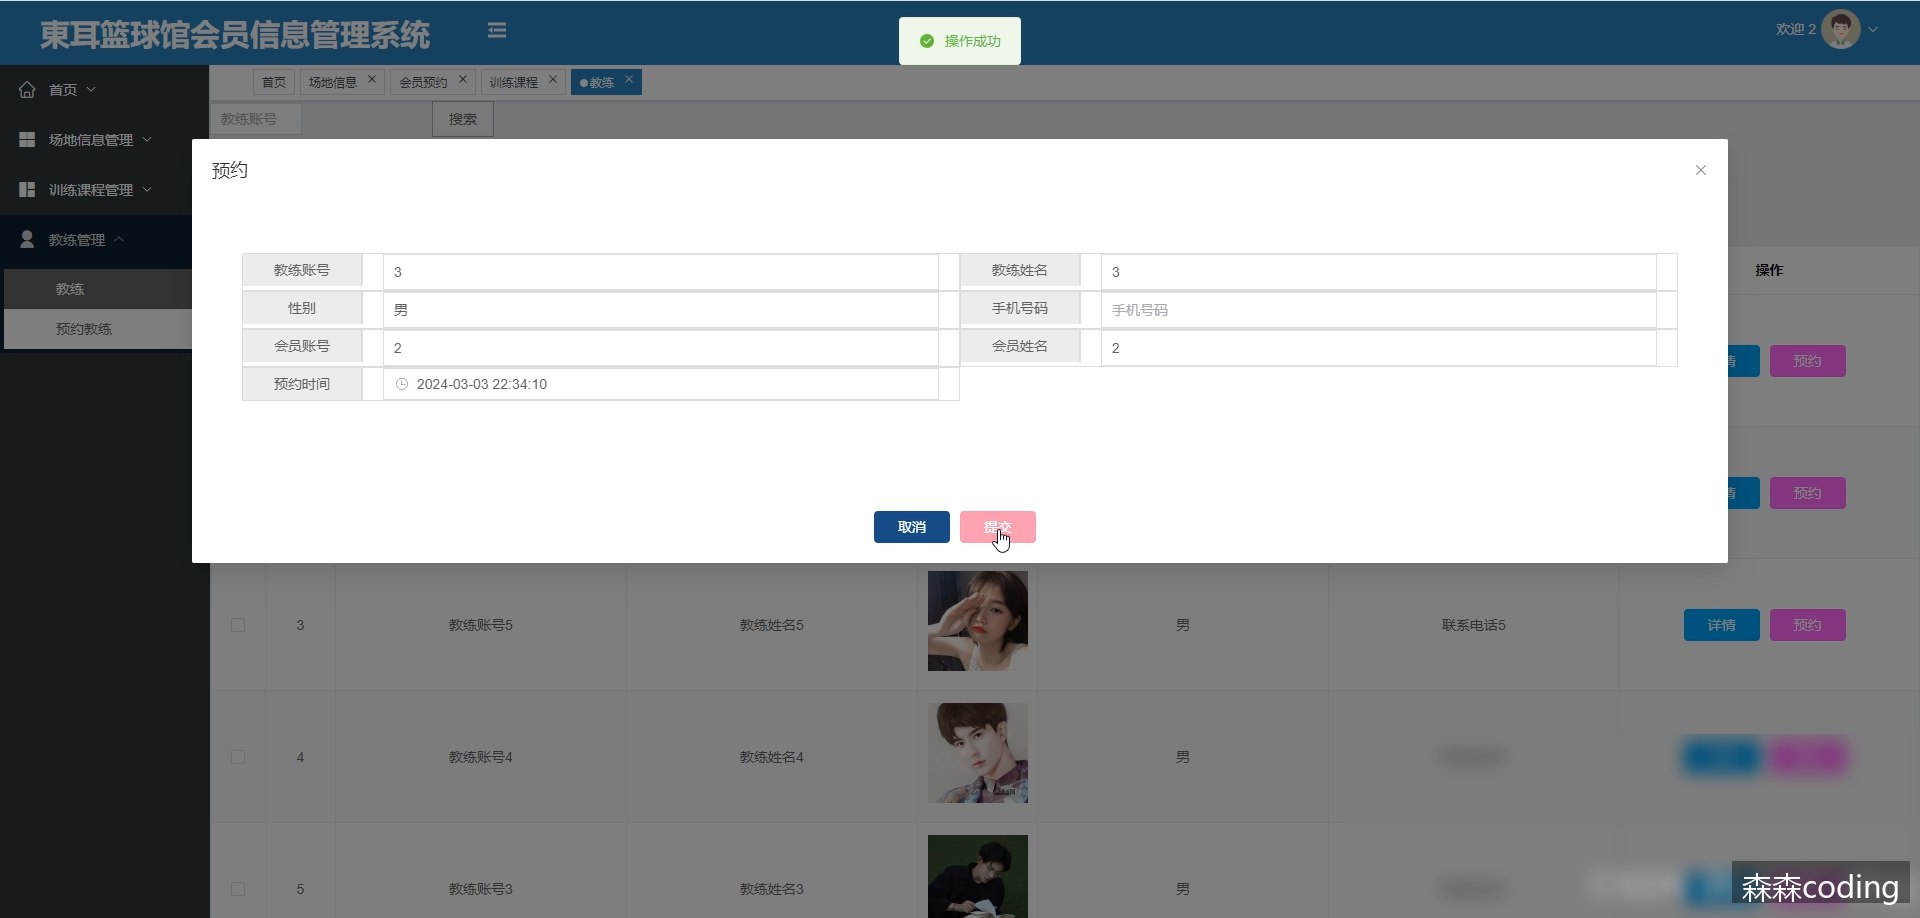 東耳篮球馆会员信息管理系统
操作成功
欢迎 2
首页
场地信息
会员预约
训练课程
教练
首页
场地信息管理
训练课程管理
教练管理
教练
预约教练
教练账号
搜索
预约
教练账号 3 教练姓名 3
性别 男 手机号码 手机号码
会员账号 2 会员姓名 2
预约时间 2024-03-03 22:34:10
取消 提交
操作
情 预约
情 预约
3 教练账号5 教练姓名5 男 联系电话5 详情 预约
4 教练账号4 教练姓名4 男
5 教练账号3 教练姓名3 男
森森coding